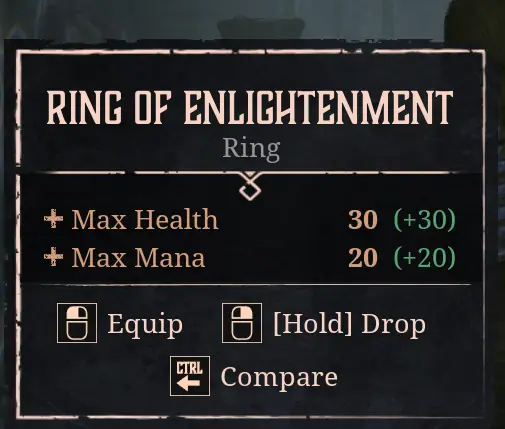 RING OF ENLIGHTENMENT
Ring
Max Health 30 (+30)
Max Mana 20 (+20)
Equip [Hold] Drop
CTRL Compare